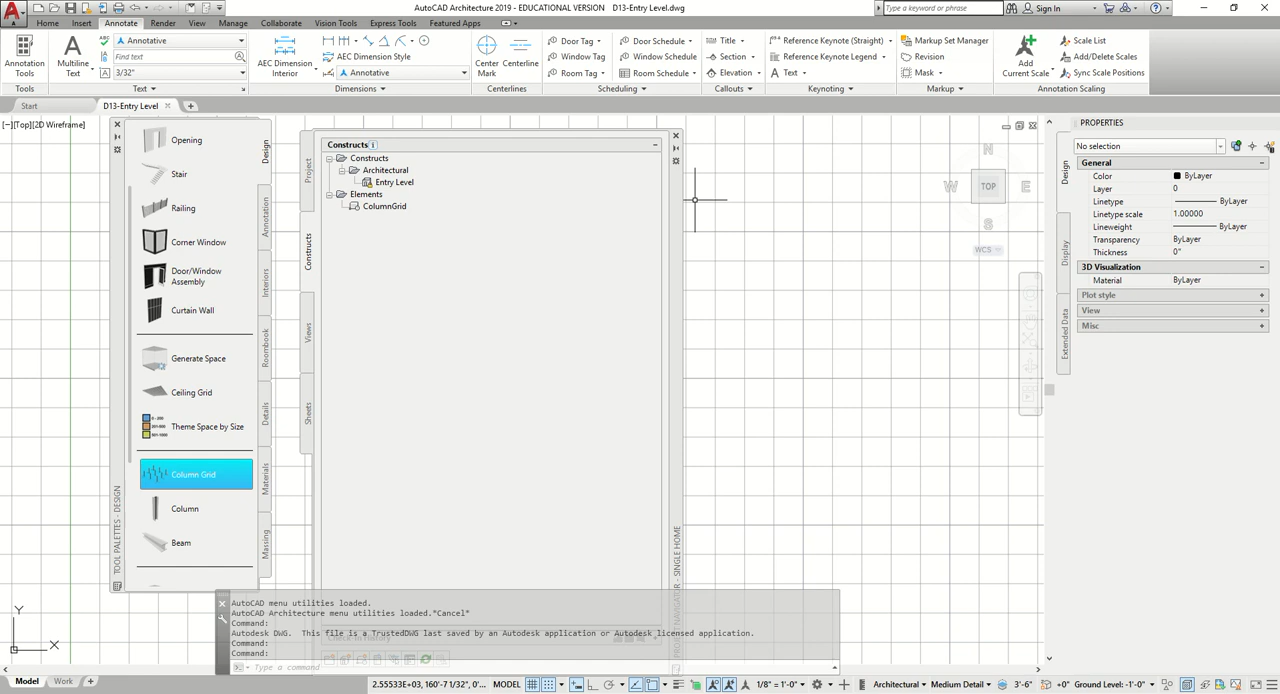 AutoCAD Architecture 2019 - EDUCATIONAL VERSION D13-Entry Level.dwg
Type a keyword or phrase
Sign In
Home Insert Annotate Render View Manage Collaborate Vision Tools Express Tools Featured Apps
Annotation Tools
Multiline Text
Annotative
Find text
3/32"
AEC Dimension Interior
AEC Dimension Style
Annotative
Center Mark
Centerline
Door Tag
Window Tag
Room Tag
Door Schedule
Window Schedule
Room Schedule
Title
Section
Elevation
Reference Keynote (Straight)
Reference Keynote Legend
Text
Markup Set Manager
Revision
Mask
Add Current Scale
Scale List
Add/Delete Scales
Sync Scale Positions
Tools Text Dimensions Centerlines Scheduling Callouts Keynoting Markup Annotation Scaling
Start D13-Entry Level
[−][Top][2D Wireframe]
Opening
Stair
Railing
Corner Window
Door/Window Assembly
Curtain Wall
Generate Space
Ceiling Grid
Theme Space by Size
Column Grid
Column
Beam
TOOL PALETTES - DESIGN
Design
Annotation
Interiors
Roombook
Details
Materials
Massing
Project
Constructs
Views
Sheets
Constructs
Constructs
Architectural
Entry Level
Elements
ColumnGrid
PROJECT NAVIGATOR - SINGLE HOME
N
W TOP E
S
WCS
PROPERTIES
No selection
Design
Display
Extended Data
General
Color ByLayer
Layer 0
Linetype ByLayer
Linetype scale 1.00000
Lineweight ByLayer
Transparency ByLayer
Thickness 0"
3D Visualization
Material ByLayer
Plot style
View
Misc
AutoCAD menu utilities loaded.
AutoCAD Architecture menu utilities loaded.*Cancel*
Command:
Autodesk DWG. This file is a TrustedDWG last saved by an Autodesk application or Autodesk licensed application.
Command:
Command:
Type a command
Y
X
Model Work
2.55533E+03, 160'-7 1/32", 0'... MODEL 1/8" = 1'-0" Architectural Medium Detail 3'-6" +0" Ground Level:-1'-0"